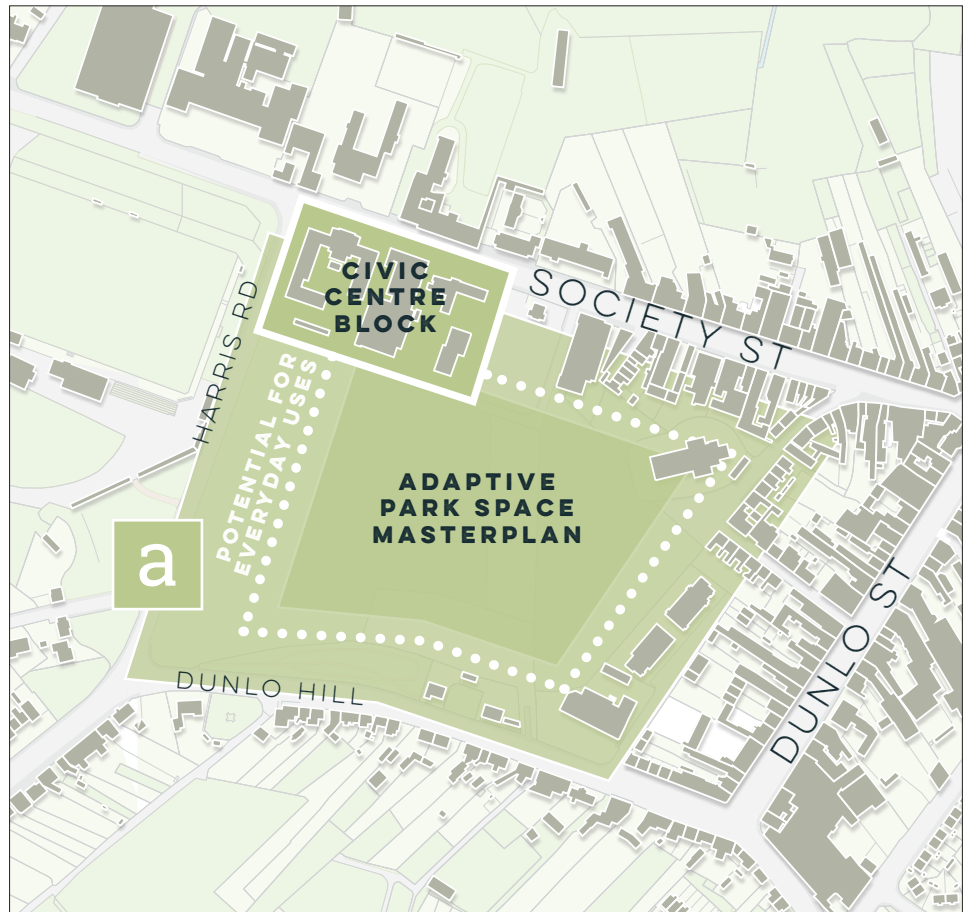 CIVIC
CENTRE
BLOCK
SOCIETY ST
HARRIS RD
POTENTIAL FOR
EVERYDAY USES
ADAPTIVE
PARK SPACE
MASTERPLAN
a
DUNLO HILL
DUNLO ST